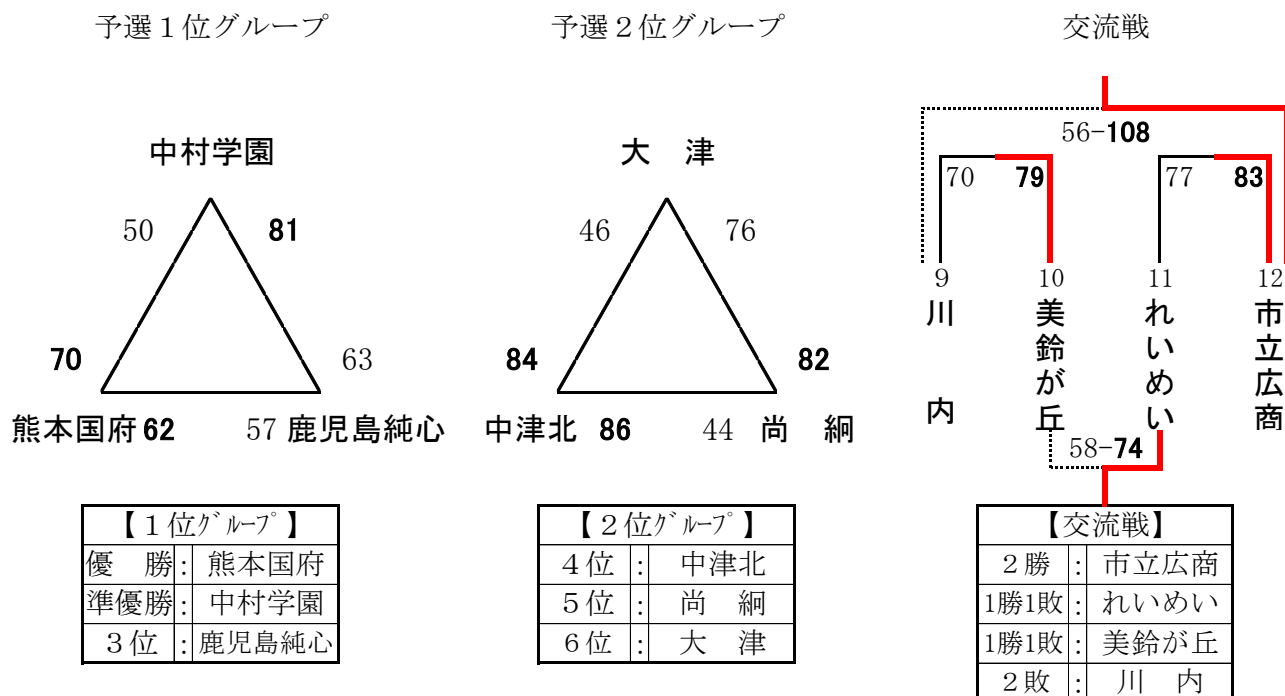 予選１位グループ
予選２位グループ
交流戦
中村学園
50 81
70 63
熊本国府 62 57 鹿児島純心
大　津
46 76
84 82
中津北 86 44 尚　絅
56-108
70 79 77 83
9 10 11 12
川　内
美鈴が丘
れいめい
市立広商
58-74
【１位ｸﾞﾙｰﾌﾟ】
優　勝 : 熊本国府
準優勝 : 中村学園
３位 : 鹿児島純心
【２位ｸﾞﾙｰﾌﾟ】
４位 : 中津北
５位 : 尚　絅
６位 : 大　津
【交流戦】
２勝 : 市立広商
1勝1敗 : れいめい
1勝1敗 : 美鈴が丘
２敗 : 川　内